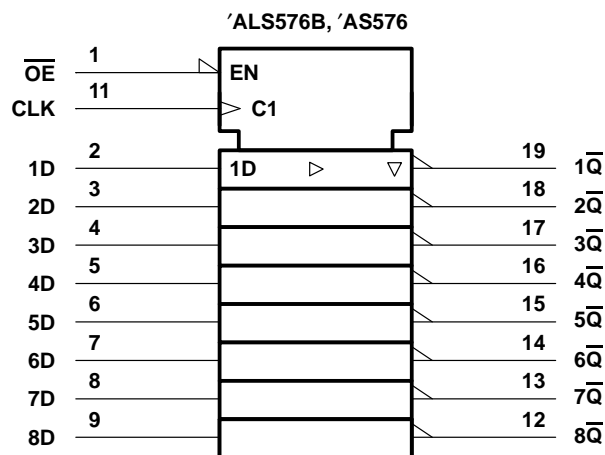 ′ALS576B, ′AS576
O̅E̅ 1 EN
CLK 11 C1
1D 2 1D 19 1Q̅
2D 3 18 2Q̅
3D 4 17 3Q̅
4D 5 16 4Q̅
5D 6 15 5Q̅
6D 7 14 6Q̅
7D 8 13 7Q̅
8D 9 12 8Q̅